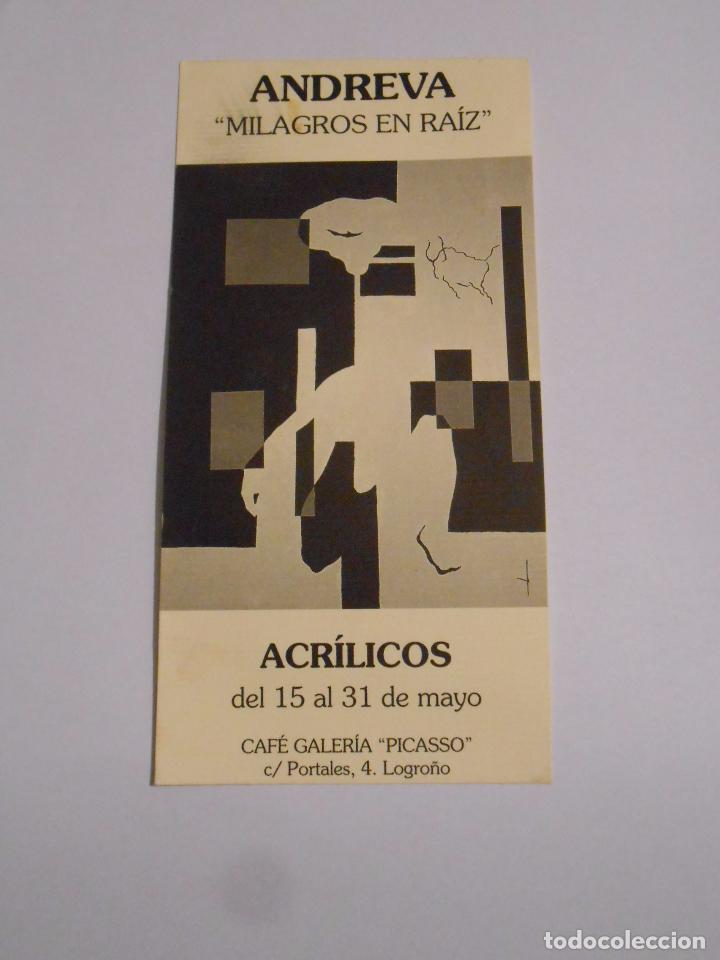 ANDREVA
“MILAGROS EN RAÍZ”
ACRÍLICOS
del 15 al 31 de mayo
CAFÉ GALERÍA “PICASSO”
c/ Portales, 4. Logroño
todocoleccion